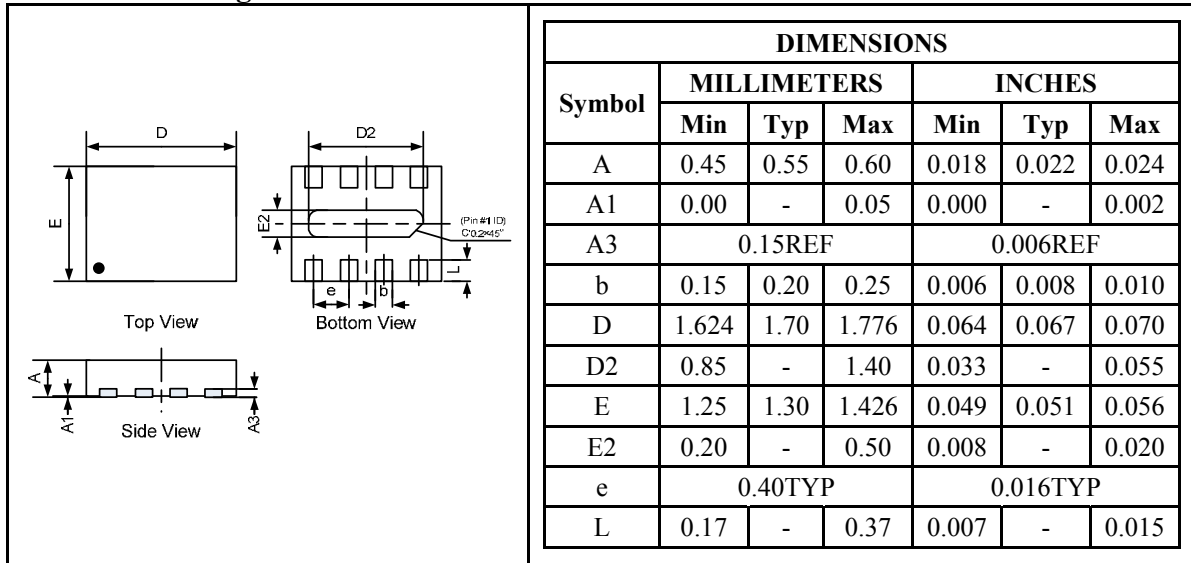 D
E
Top View
D2
E2
(Pin #1 ID)
C'0.2×45°
L
e
b
Bottom View
A
A1
A3
Side View
DIMENSIONS
Symbol MILLIMETERS INCHES
Min Typ Max Min Typ Max
A 0.45 0.55 0.60 0.018 0.022 0.024
A1 0.00 - 0.05 0.000 - 0.002
A3 0.15REF 0.006REF
b 0.15 0.20 0.25 0.006 0.008 0.010
D 1.624 1.70 1.776 0.064 0.067 0.070
D2 0.85 - 1.40 0.033 - 0.055
E 1.25 1.30 1.426 0.049 0.051 0.056
E2 0.20 - 0.50 0.008 - 0.020
e 0.40TYP 0.016TYP
L 0.17 - 0.37 0.007 - 0.015